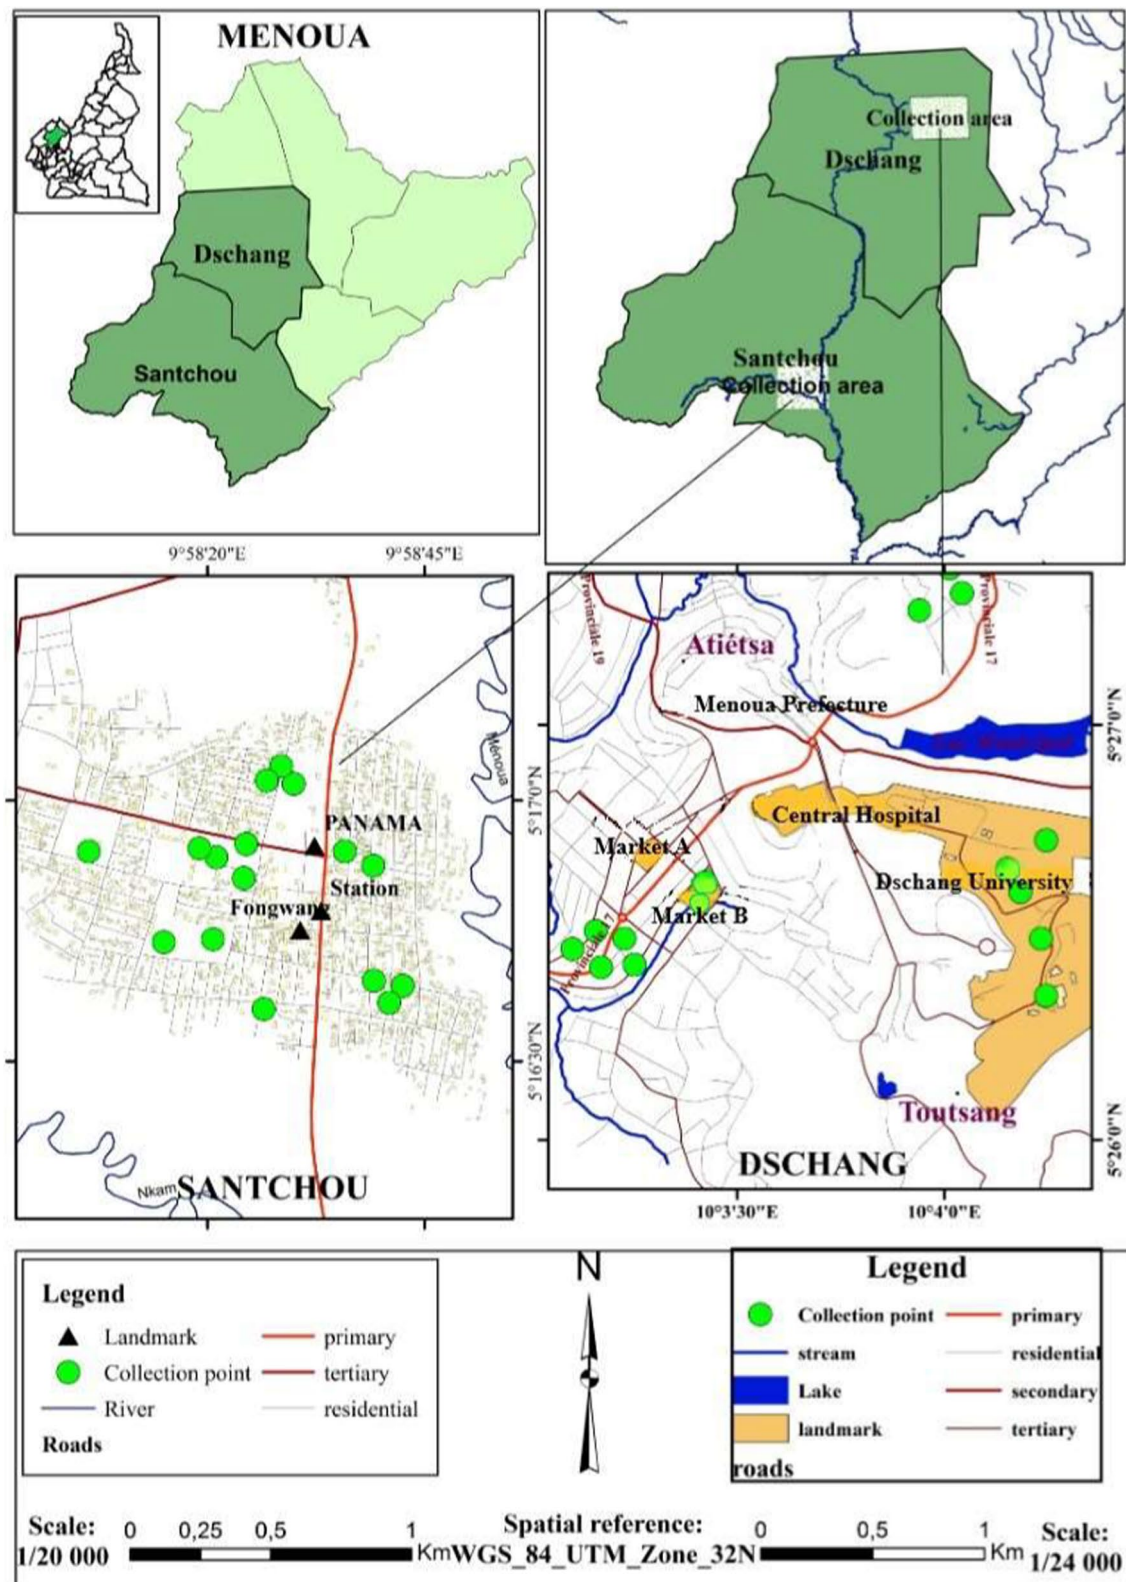 MENOUA
Dschang
Santchou
Collection area
Dschang
Santchou
Collection area
9°58'20"E
9°58'45"E
Ménoua
5°17'0"N
PANAMA
Station
Fongwang
5°16'30"N
Nkam
SANTCHOU
Provinciale 19
Provinciale 17
Atiétsa
Menoua Prefecture
5°27'0"N
Central Hospital
Market A
Dschang University
Market B
Provinciale 17
Toutsang
5°26'0"N
DSCHANG
10°3'30"E
10°4'0"E
Legend
Landmark
primary
Collection point
tertiary
River
residential
Roads
N
Legend
Collection point
primary
stream
residential
Lake
secondary
landmark
tertiary
roads
Scale:
1/20 000
0 0,25 0,5 1
Km
Spatial reference:
WGS_84_UTM_Zone_32N
0 0,5 1
Km
Scale:
1/24 000